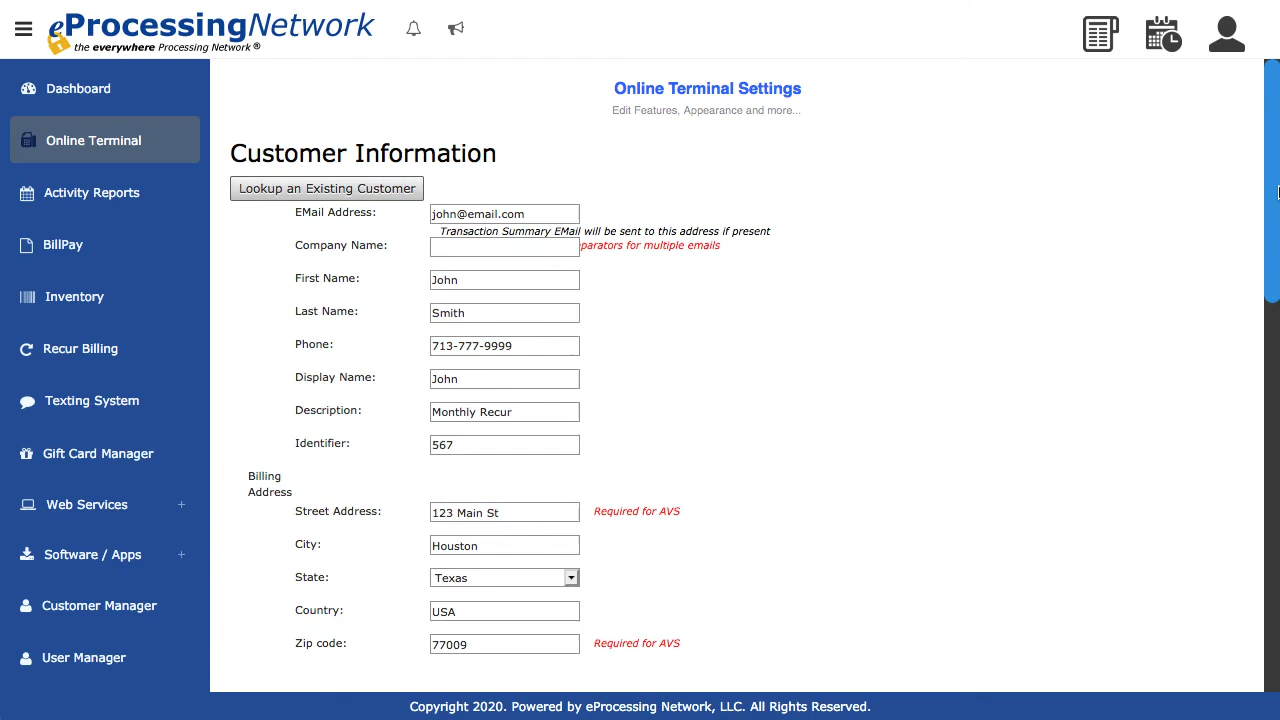 eProcessingNetwork
the everywhere Processing Network ®
Dashboard
Online Terminal
Activity Reports
BillPay
Inventory
Recur Billing
Texting System
Gift Card Manager
Web Services +
Software / Apps +
Customer Manager
User Manager
Online Terminal Settings
Edit Features, Appearance and more...
Customer Information
Lookup an Existing Customer
EMail Address: john@email.com
Transaction Summary EMail will be sent to this address if present
parators for multiple emails
Company Name:
First Name: John
Last Name: Smith
Phone: 713-777-9999
Display Name: John
Description: Monthly Recur
Identifier: 567
Billing
Address
Street Address: 123 Main St Required for AVS
City: Houston
State: Texas
Country: USA
Zip code: 77009 Required for AVS
Copyright 2020. Powered by eProcessing Network, LLC. All Rights Reserved.